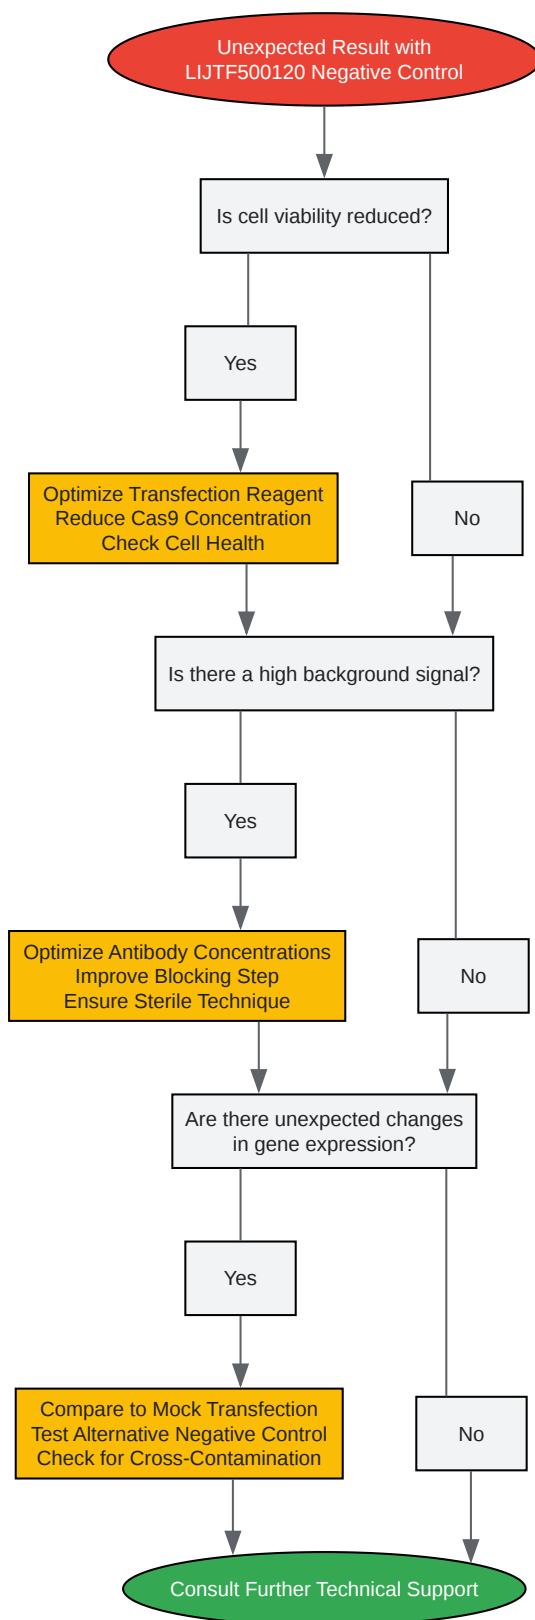 Unexpected Result with
LIJTF500120 Negative Control
Is cell viability reduced?
Yes
Optimize Transfection Reagent
Reduce Cas9 Concentration
Check Cell Health
No
Is there a high background signal?
Yes
Optimize Antibody Concentrations
Improve Blocking Step
Ensure Sterile Technique
No
Are there unexpected changes
in gene expression?
Yes
Compare to Mock Transfection
Test Alternative Negative Control
Check for Cross-Contamination
No
Consult Further Technical Support